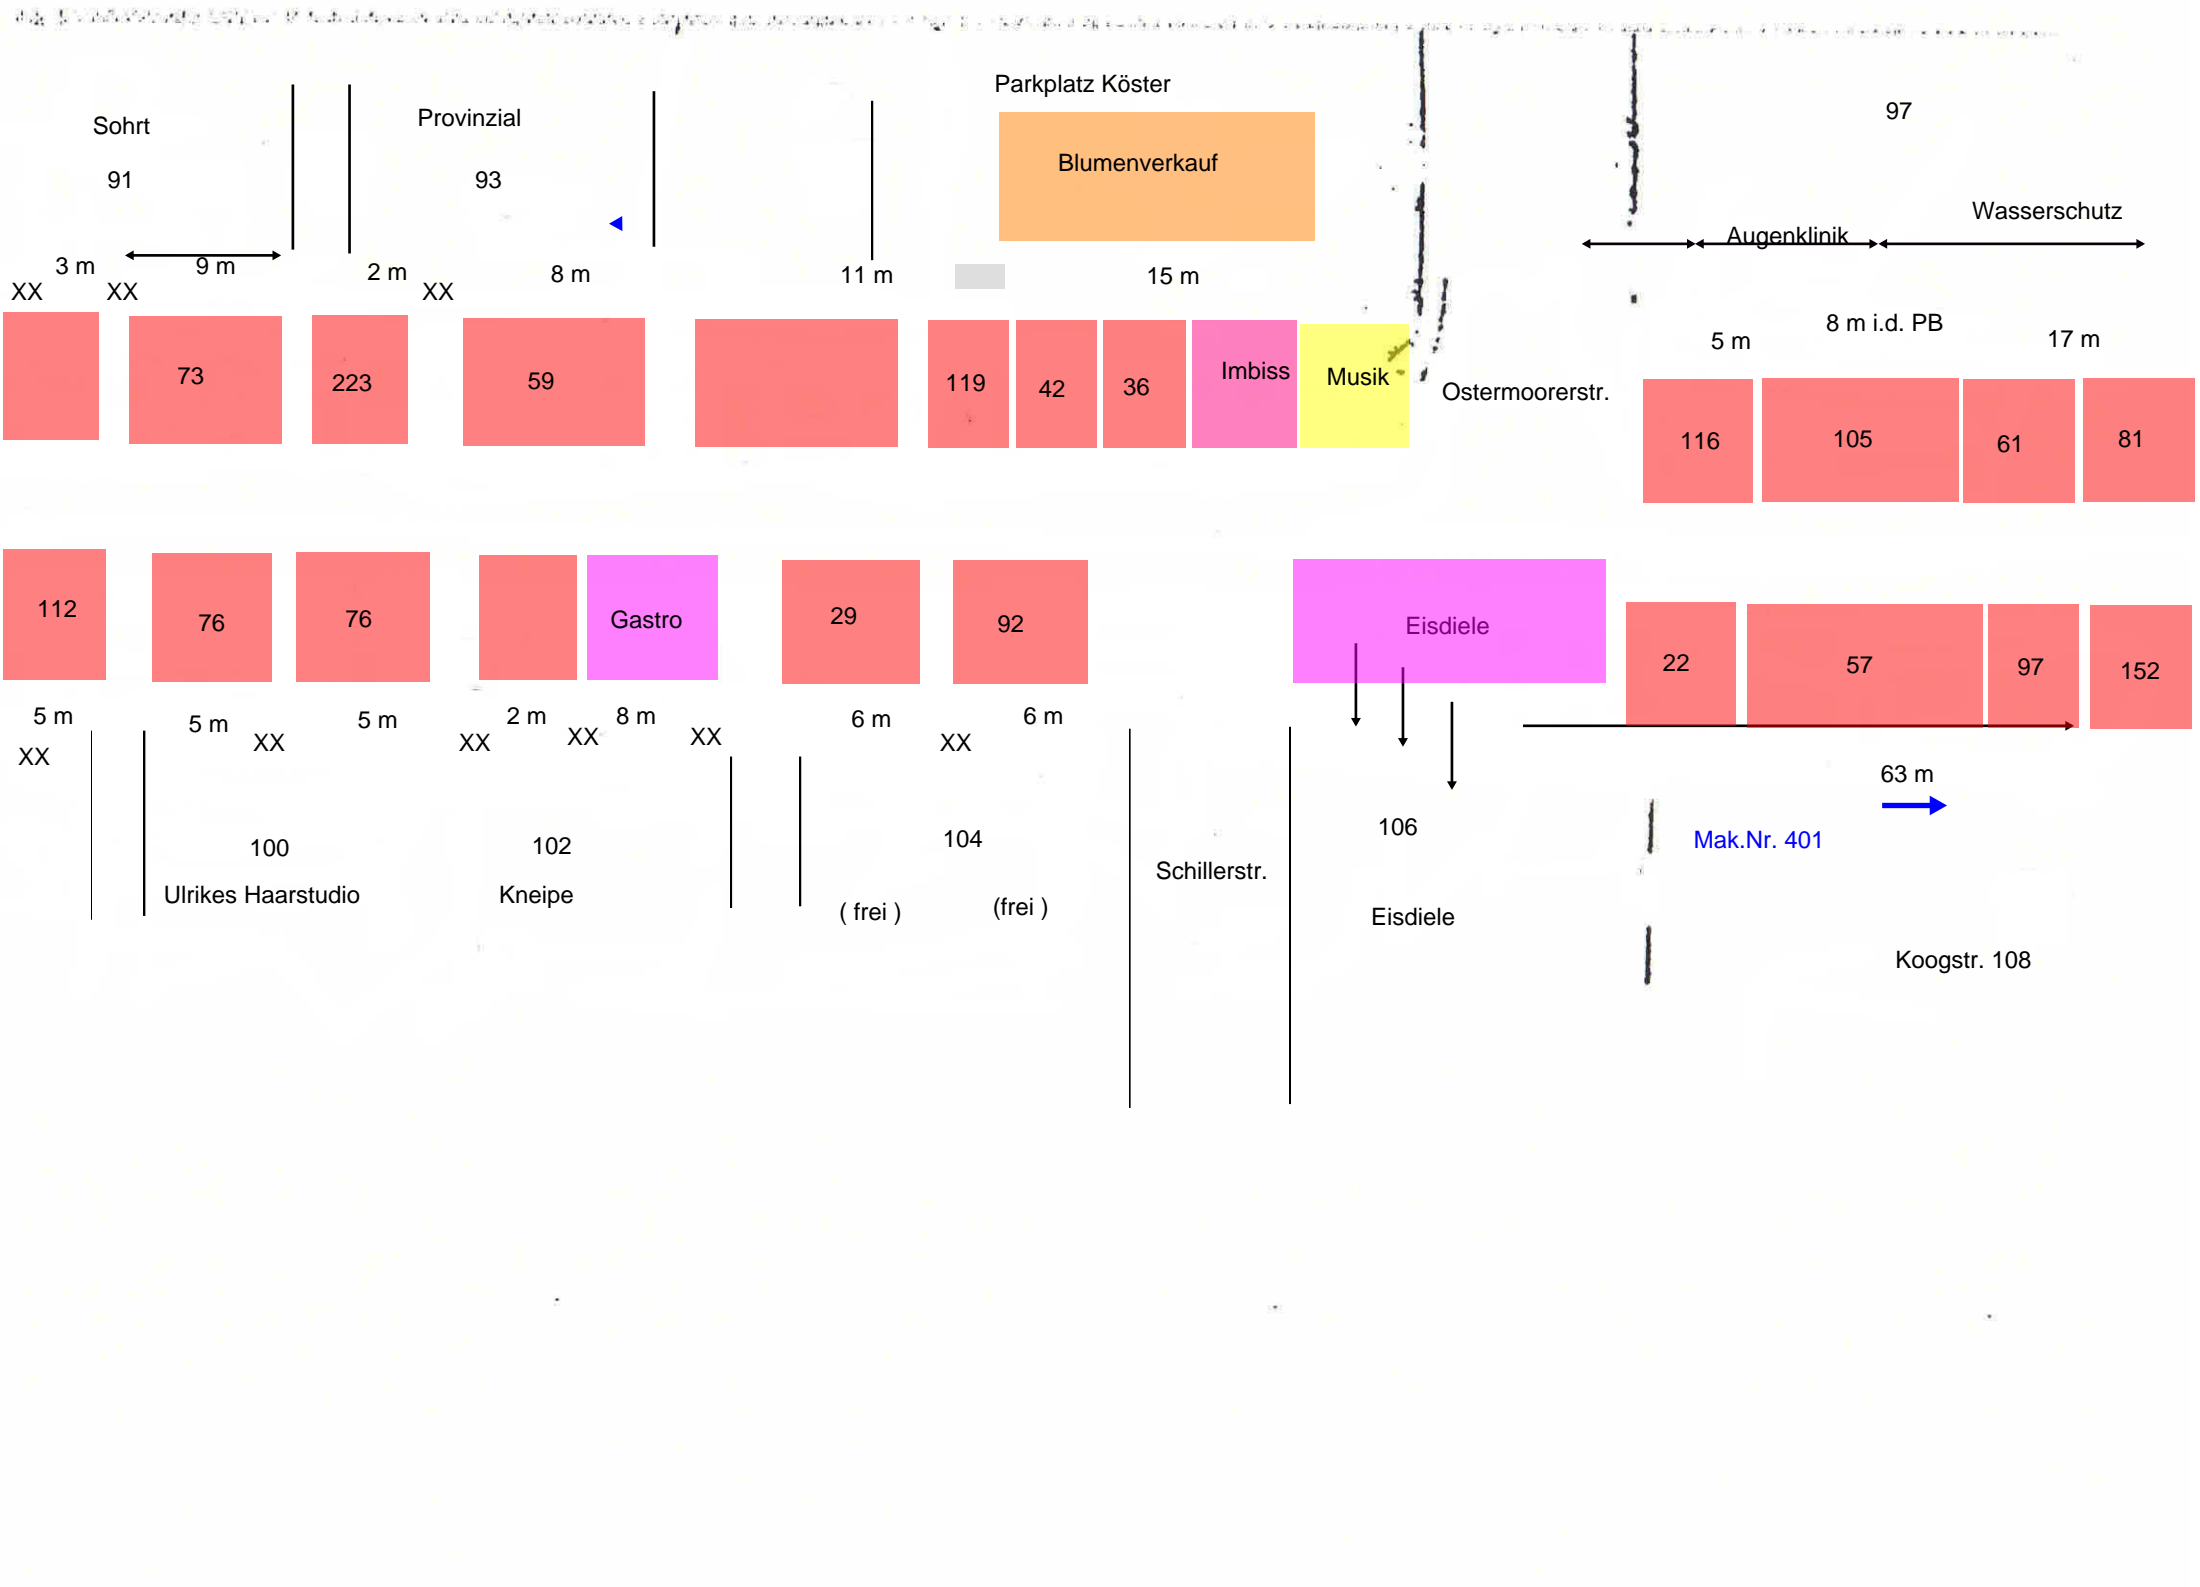 Parkplatz Köster
Sohrt
Provinzial
97
91
93
Blumenverkauf
Wasserschutz
Augenklinik
3 m
9 m
2 m
8 m
11 m
15 m
XX
XX
XX
5 m
8 m i.d. PB
17 m
73
223
59
119
42
36
Imbiss
Musik
Ostermoorerstr.
116
105
61
81
112
76
76
Gastro
29
92
Eisdiele
22
57
97
152
5 m
5 m
5 m
2 m
8 m
6 m
6 m
XX
XX
XX
XX
XX
XX
63 m
100
102
104
106
Mak.Nr. 401
Ulrikes Haarstudio
Kneipe
( frei )
(frei )
Schillerstr.
Eisdiele
Koogstr. 108